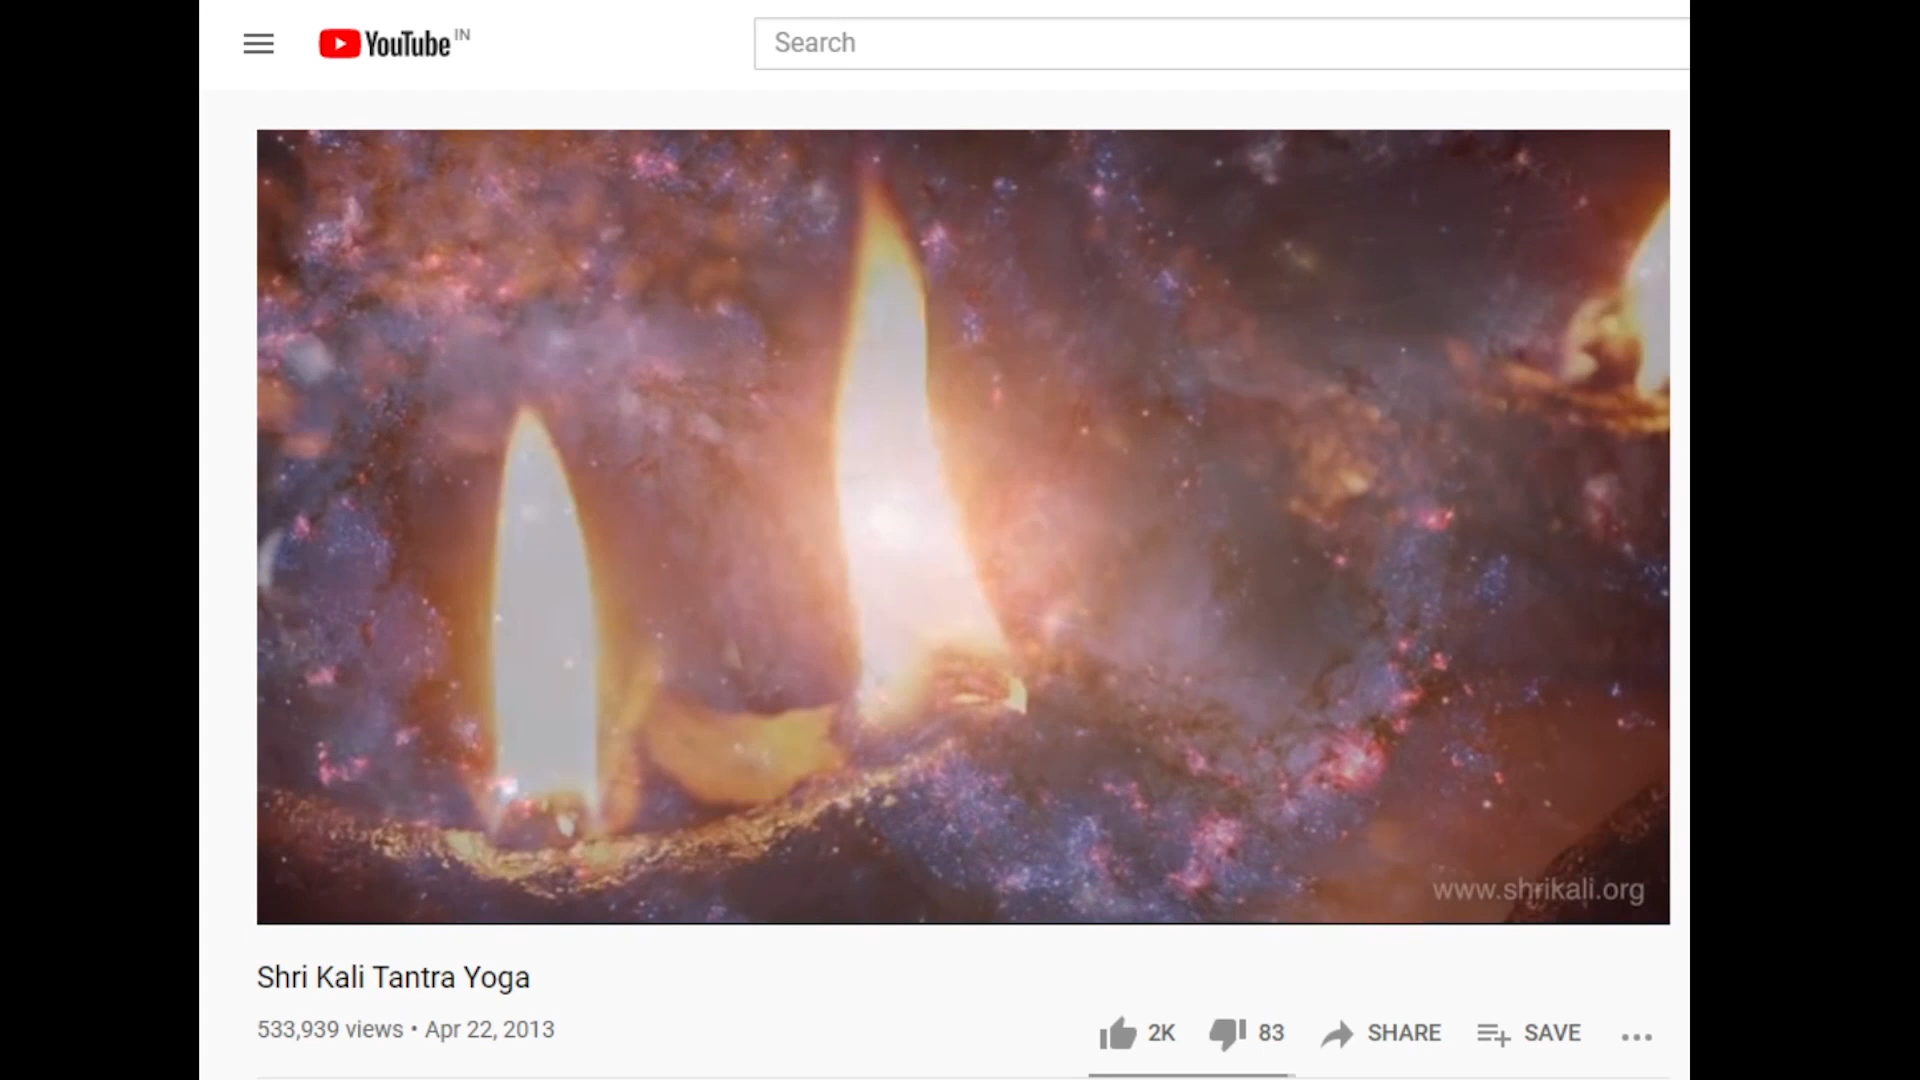 YouTube IN
Search
www.shrikali.org
Shri Kali Tantra Yoga
533,939 views • Apr 22, 2013
2K 83 SHARE SAVE